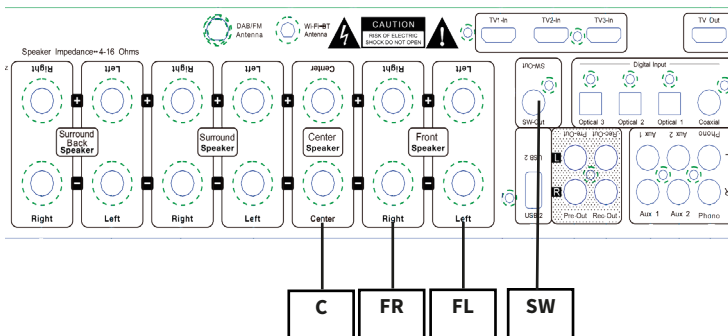 DAB/FM
Antenna
Wi-Fi+BT
Antenna
CAUTION
RISK OF ELECTRIC
SHOCK DO NOT OPEN
TV1-In
TV2-In
TV3-In
TV Out
Speaker Impedance 4-16 Ohms
Right
Left
Right
Left
Center
Right
Left
SW-Out
Digital Input
SW-Out
Optical 3
Optical 2
Optical 1
Coaxial
Surround
Back
Speaker
Surround
Speaker
Center
Speaker
Front
Speaker
USB 2
Pre-Out
Rec-Out
Aux 1
Aux 2
Phono
L
R
USB 2
Pre-Out
Rec Out
Aux 1
Aux 2
Phono
Right
Left
Right
Left
Center
Right
Left
C
FR
FL
SW